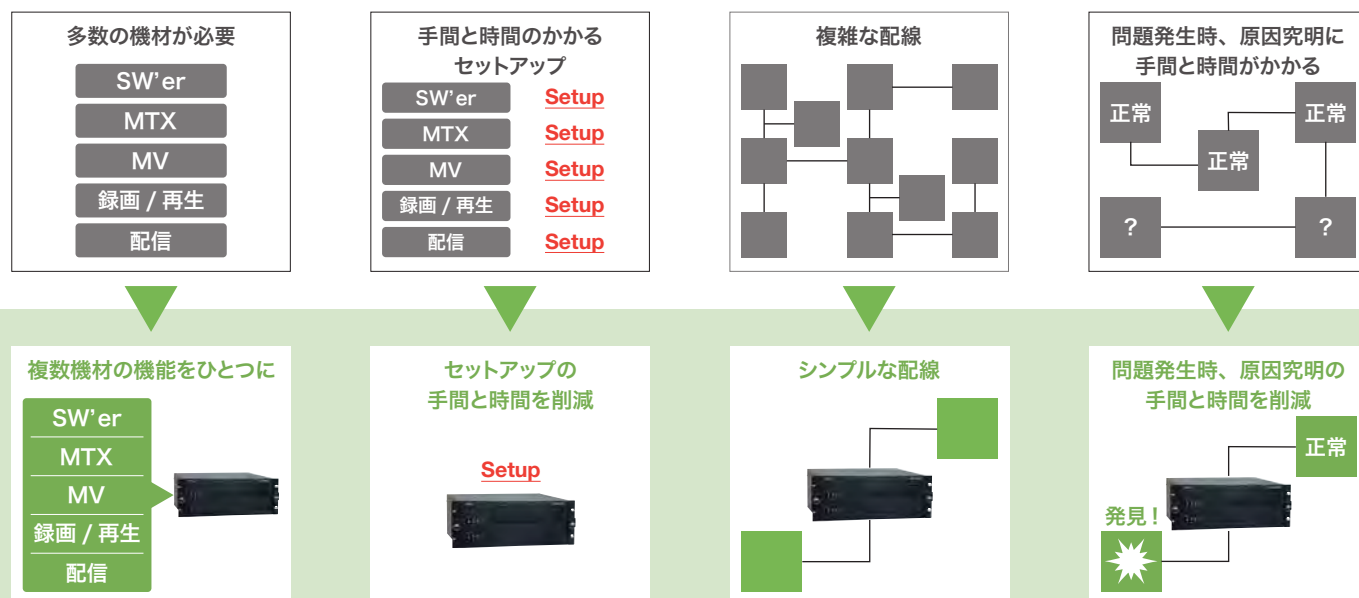 多数の機材が必要
SW’er
MTX
MV
録画 / 再生
配信
手間と時間のかかる
セットアップ
SW’er Setup
MTX Setup
MV Setup
録画 / 再生 Setup
配信 Setup
複雑な配線
問題発生時、原因究明に
手間と時間がかかる
正常
正常
正常
?
?
複数機材の機能をひとつに
SW’er
MTX
MV
録画 / 再生
配信
セットアップの
手間と時間を削減
Setup
シンプルな配線
問題発生時、原因究明の
手間と時間を削減
正常
発見！